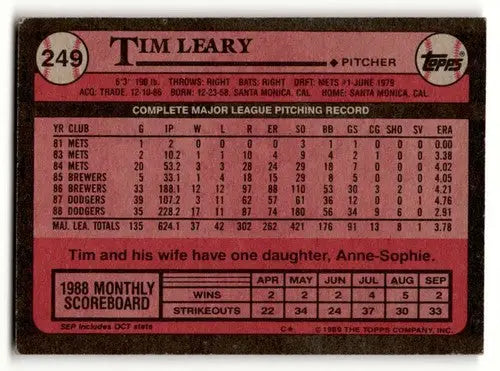 249
TIM LEARY
PITCHER
topps
6'3" 190 lb. THROWS: RIGHT BATS: RIGHT DRFT: METS #1-JUNE 1979
ACQ: TRADE, 12-10-86 BORN: 12-23-58, SANTA MONICA, CAL. HOME: SANTA MONICA, CAL.
COMPLETE MAJOR LEAGUE PITCHING RECORD
YR CLUB G IP W L R ER SO BB GS CG SHO SV ERA
81 METS 1 2 0 0 0 0 3 1 1 0 0 0 0.00
83 METS 2 10.2 1 1 10 4 9 4 2 1 0 0 3.38
84 METS 20 53.2 3 3 28 24 29 18 7 0 0 0 4.02
85 BREWERS 5 33.1 1 4 18 15 29 8 5 0 0 0 4.05
86 BREWERS 33 188.1 12 12 97 88 110 53 30 3 2 0 4.21
87 DODGERS 39 107.2 3 11 62 57 61 36 12 0 0 1 4.76
88 DODGERS 35 228.2 17 11 87 74 180 56 34 9 6 0 2.91
MAJ. LEA. TOTALS 135 624.1 37 42 302 262 421 176 91 13 8 1 3.78
Tim and his wife have one daughter, Anne-Sophie.
1988 MONTHLY SCOREBOARD
APR MAY JUN JUL AUG SEP
WINS 2 2 2 4 5 2
STRIKEOUTS 22 34 24 37 30 33
SEP includes OCT stats
C* © 1989 THE TOPPS COMPANY, INC.